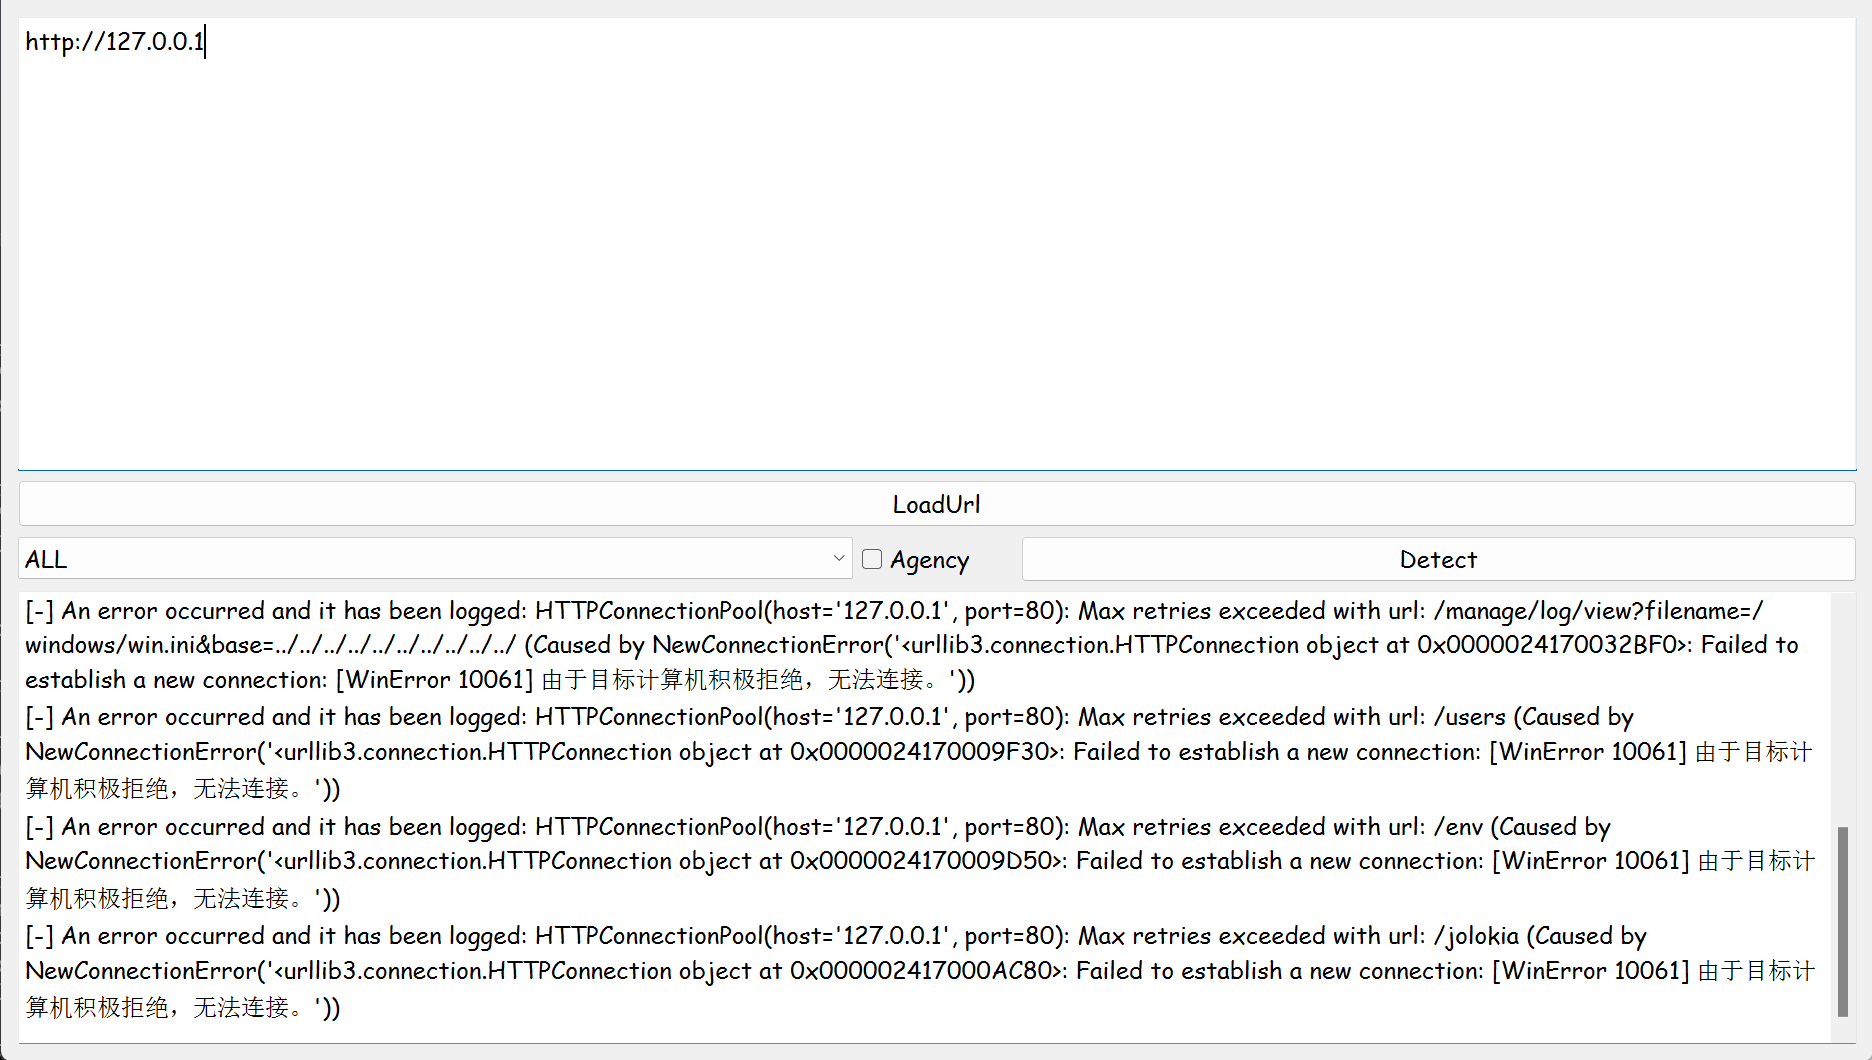 http://127.0.0.1
LoadUrl
ALL
Agency
Detect
[-] An error occurred and it has been logged: HTTPConnectionPool(host='127.0.0.1', port=80): Max retries exceeded with url: /manage/log/view?filename=/
windows/win.ini&base=../../../../../../../../../../ (Caused by NewConnectionError('<urllib3.connection.HTTPConnection object at 0x0000024170032BF0>: Failed to
establish a new connection: [WinError 10061] 由于目标计算机积极拒绝，无法连接。'))
[-] An error occurred and it has been logged: HTTPConnectionPool(host='127.0.0.1', port=80): Max retries exceeded with url: /users (Caused by
NewConnectionError('<urllib3.connection.HTTPConnection object at 0x0000024170009F30>: Failed to establish a new connection: [WinError 10061] 由于目标计
算机积极拒绝，无法连接。'))
[-] An error occurred and it has been logged: HTTPConnectionPool(host='127.0.0.1', port=80): Max retries exceeded with url: /env (Caused by
NewConnectionError('<urllib3.connection.HTTPConnection object at 0x0000024170009D50>: Failed to establish a new connection: [WinError 10061] 由于目标计
算机积极拒绝，无法连接。'))
[-] An error occurred and it has been logged: HTTPConnectionPool(host='127.0.0.1', port=80): Max retries exceeded with url: /jolokia (Caused by
NewConnectionError('<urllib3.connection.HTTPConnection object at 0x000002417000AC80>: Failed to establish a new connection: [WinError 10061] 由于目标计
算机积极拒绝，无法连接。'))